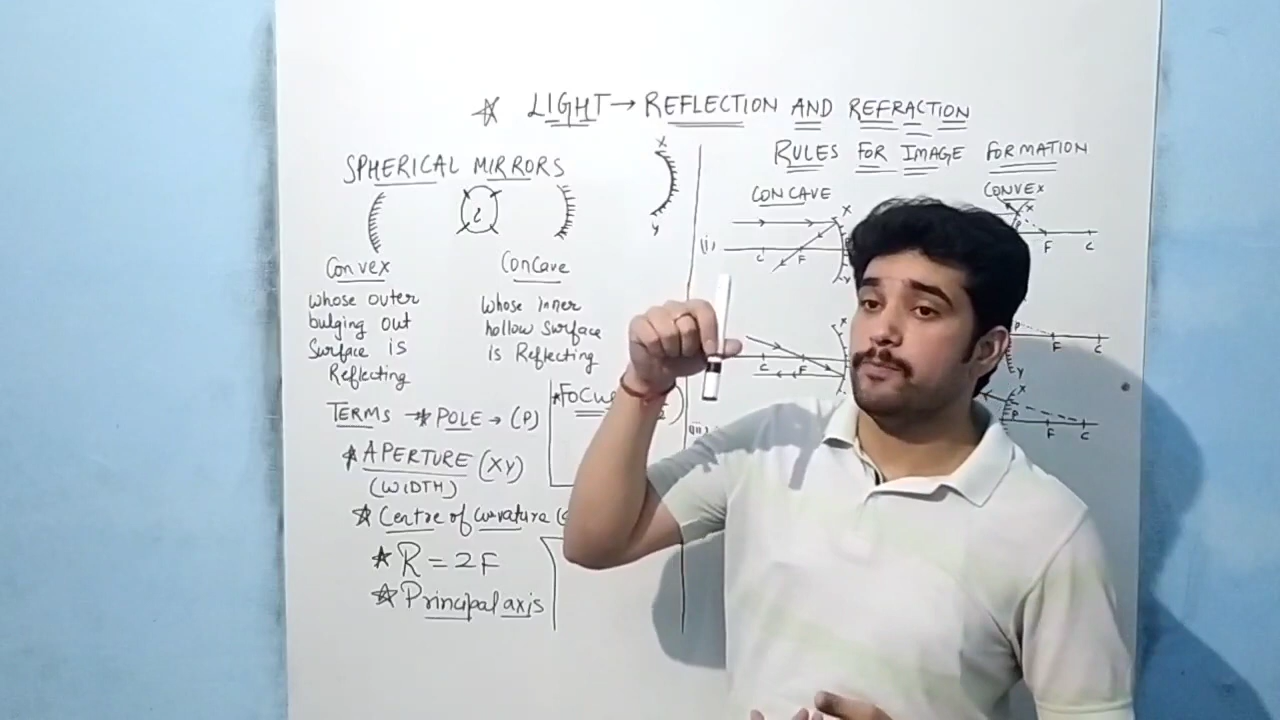 ☆ LIGHT → REFLECTION AND REFRACTION
SPHERICAL MIRRORS
Convex
Whose outer
bulging out
Surface is
Reflecting
Concave
Whose inner
hollow surface
is Reflecting
X
Y
TERMS → * POLE → (P)
* APERTURE (XY)
(WIDTH)
☆ Centre of curvature
* R = 2F
☆ Principal axis
RULES FOR IMAGE FORMATION
CONCAVE
(i)
X
C F
Y
X
C F
CONVEX
X
P F C
P F C
Y
X
P F C